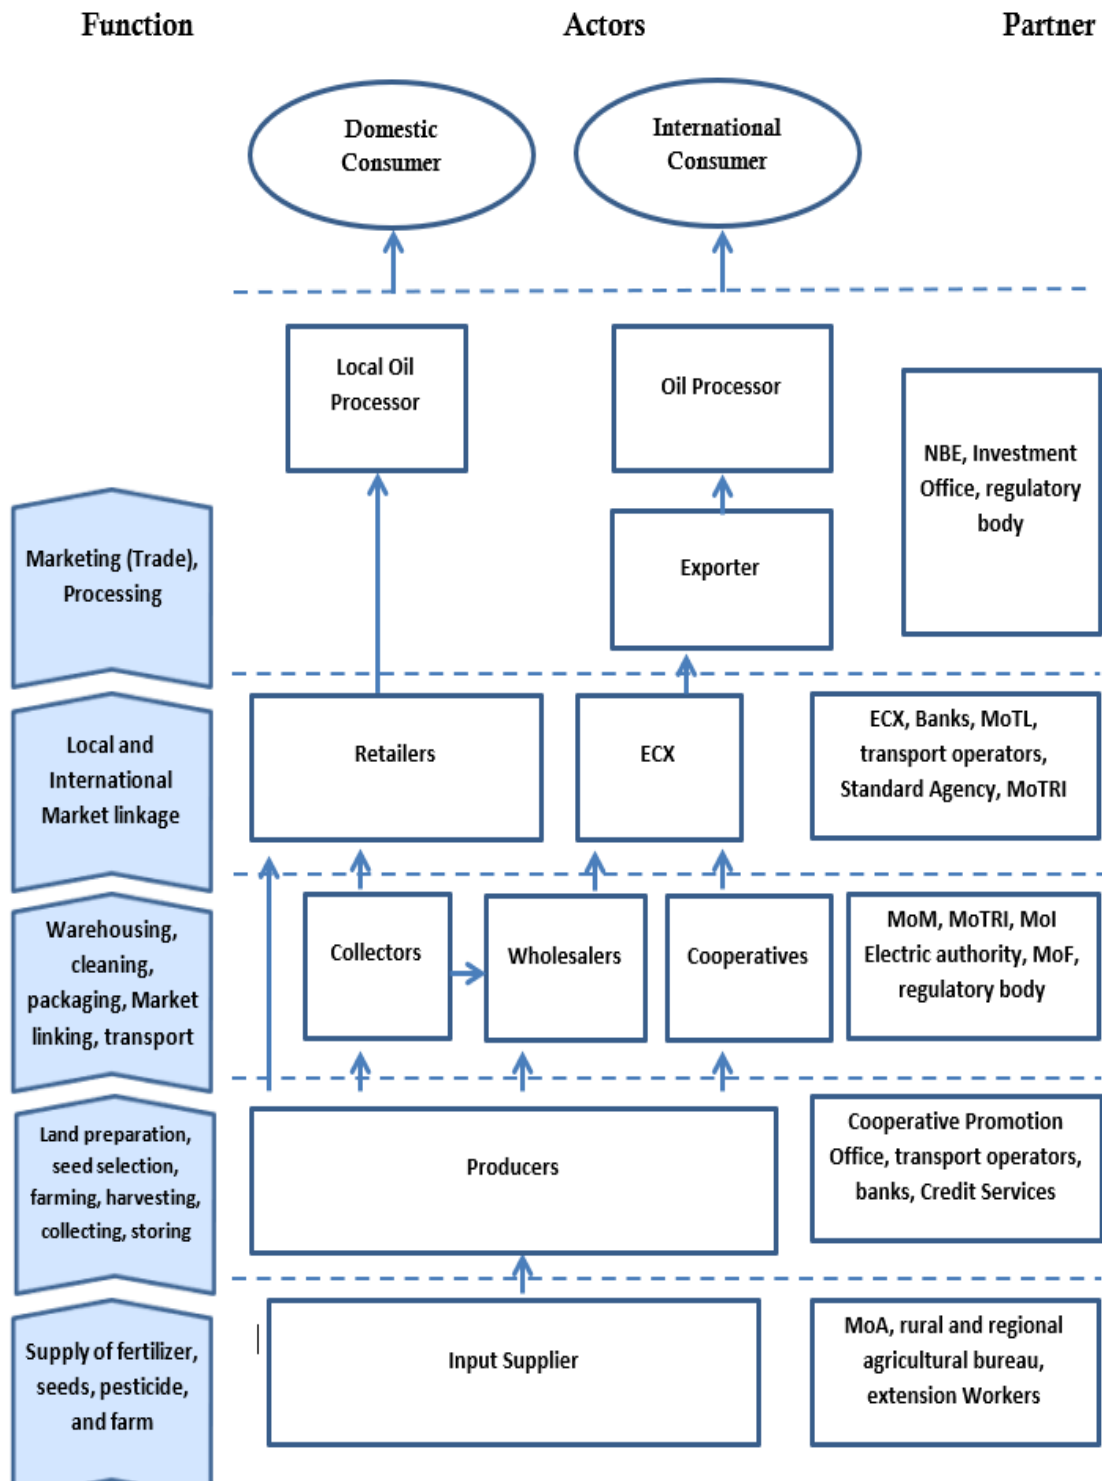 Function
Actors
Partner
Domestic
Consumer
International
Consumer
Local Oil
Processor
Oil Processor
NBE, Investment
Office, regulatory
body
Marketing (Trade),
Processing
Exporter
Local and
International
Market linkage
Retailers
ECX
ECX, Banks, MoTL,
transport operators,
Standard Agency, MoTRI
Warehousing,
cleaning,
packaging, Market
linking, transport
Collectors
Wholesalers
Cooperatives
MoM, MoTRI, MoI
Electric authority, MoF,
regulatory body
Land preparation,
seed selection,
farming, harvesting,
collecting, storing
Producers
Cooperative Promotion
Office, transport operators,
banks, Credit Services
Supply of fertilizer,
seeds, pesticide,
and farm
Input Supplier
MoA, rural and regional
agricultural bureau,
extension Workers